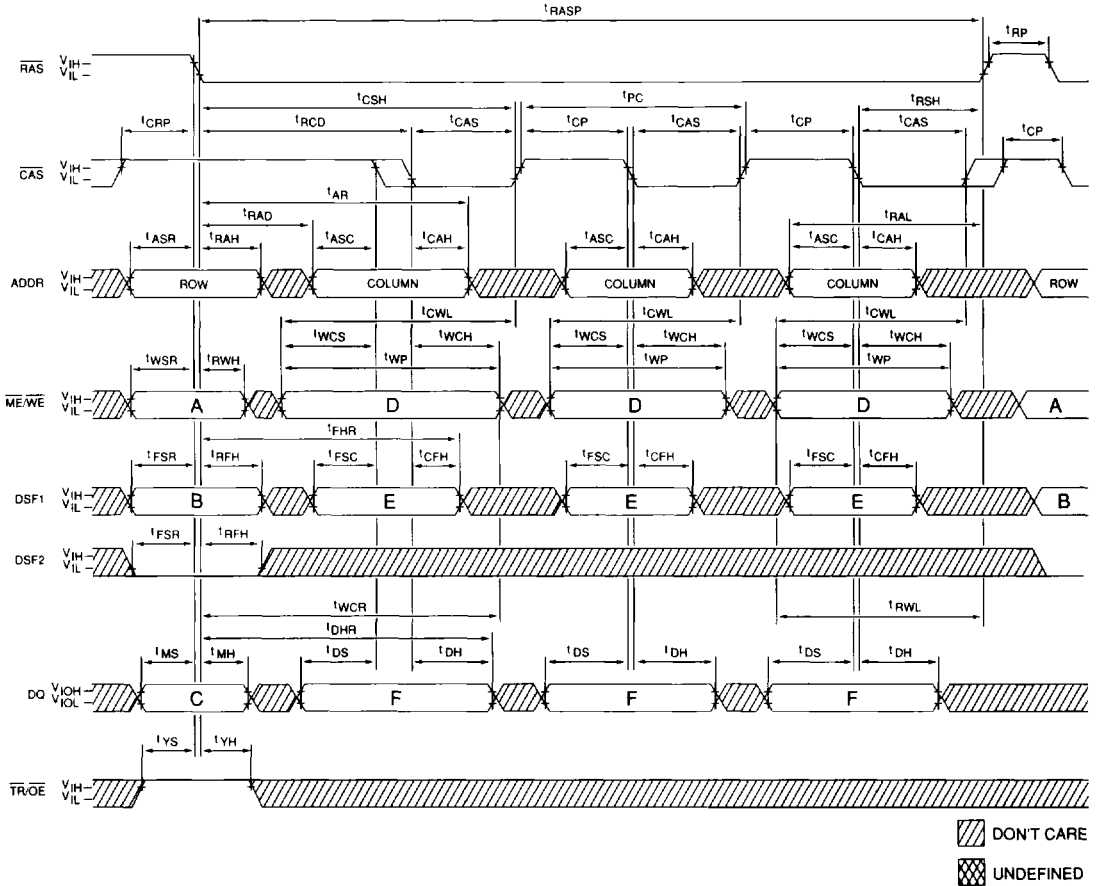 tRASP
tRP
RAS VIH VIL
tCSH tPC tRSH
tCRP tRCD tCAS tCP tCAS tCP tCAS tCP
CAS VIH VIL
tAR
tRAD tRAL
tASR tRAH tASC tCAH tASC tCAH tASC tCAH
ADDR VIH VIL ROW COLUMN COLUMN COLUMN ROW
tCWL tCWL tCWL
tWCS tWCH tWCS tWCH tWCS tWCH
tWSR tRWH tWP tWP tWP
ME/WE VIH VIL A D D D A
tFHR
tFSR tRFH tFSC tCFH tFSC tCFH tFSC tCFH
DSF1 VIH VIL B E E E B
tFSR tRFH
DSF2 VIH VIL
tWCR tRWL
tDHR
tMS tMH tDS tDH tDS tDH tDS tDH
DQ VIOH VIOL C F F F
tYS tYH
TR/OE VIH VIL
DON'T CARE
UNDEFINED